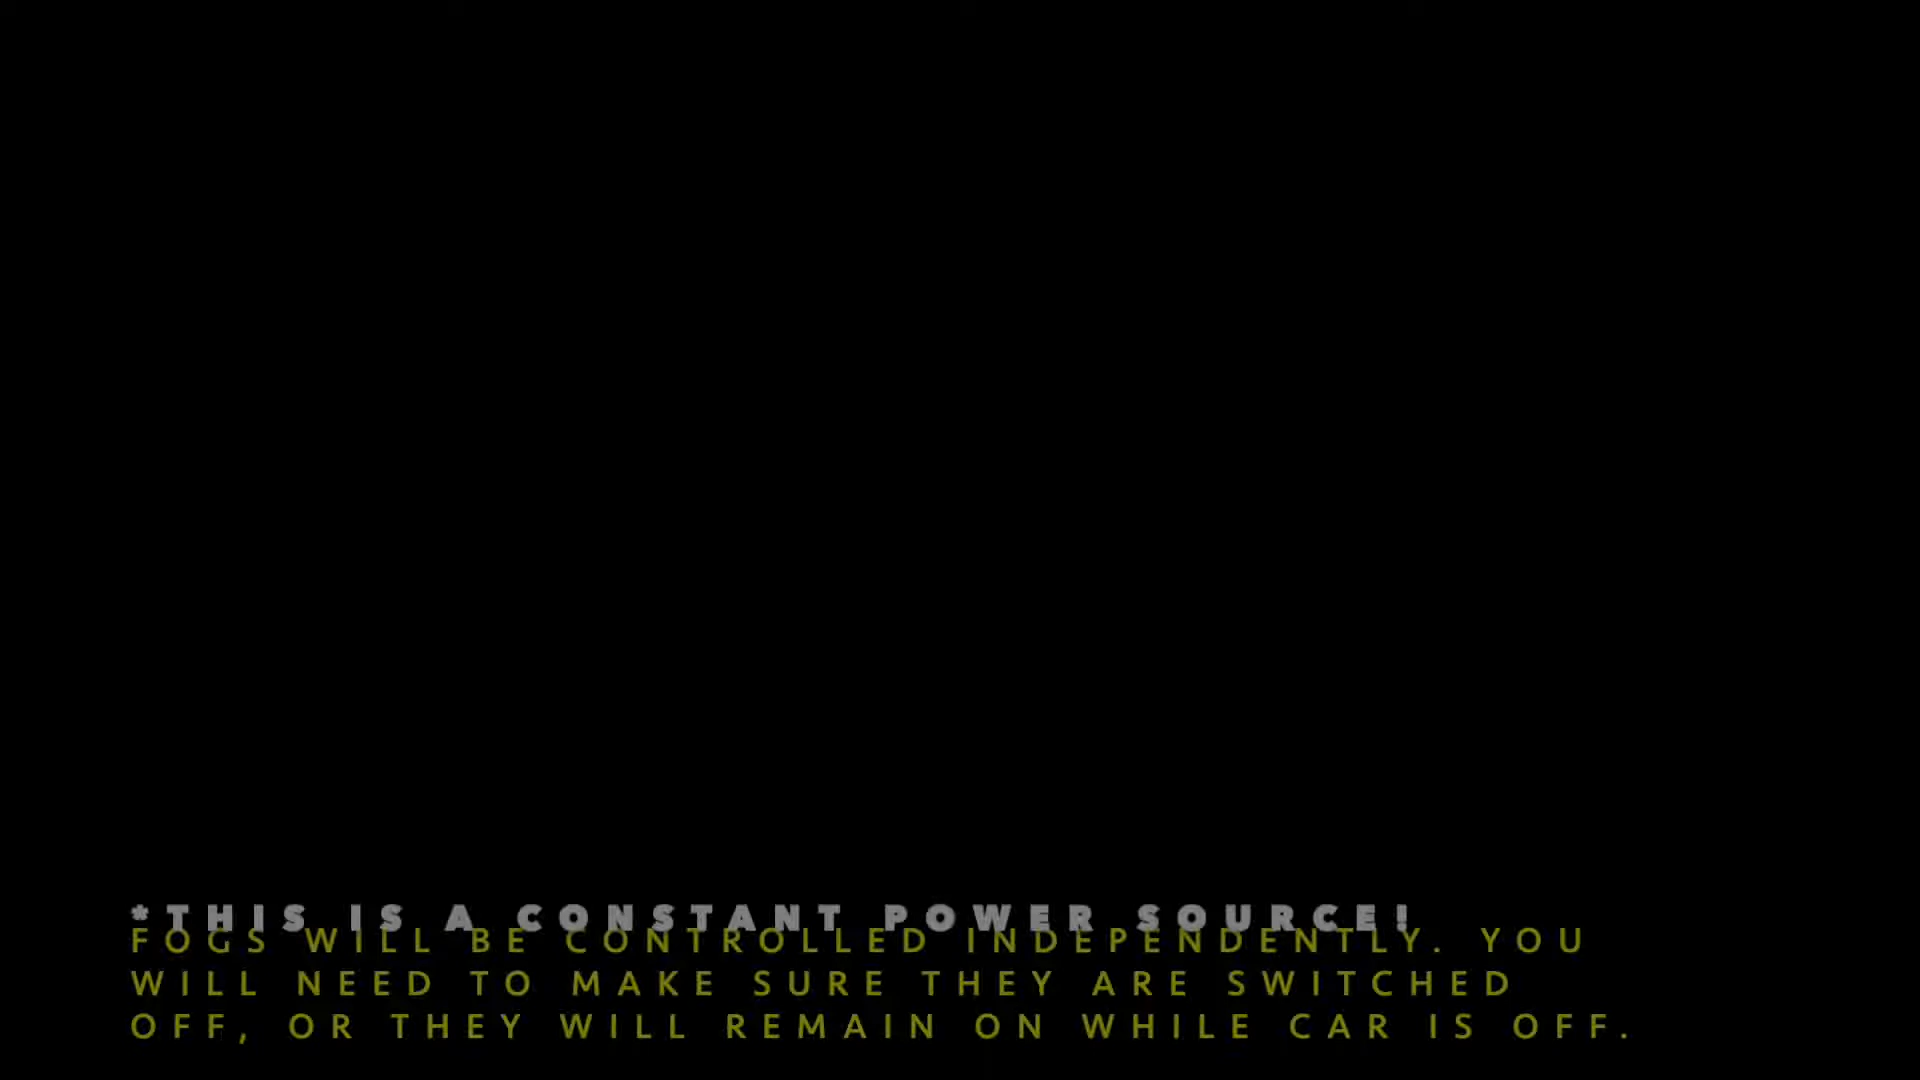 *THIS IS A CONSTANT POWER SOURCE!
FOGS WILL BE CONTROLLED INDEPENDENTLY. YOU
WILL NEED TO MAKE SURE THEY ARE SWITCHED
OFF, OR THEY WILL REMAIN ON WHILE CAR IS OFF.